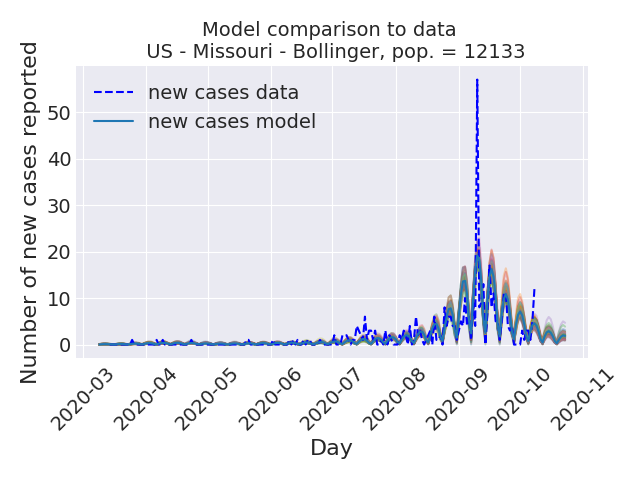 Model comparison to data
US - Missouri - Bollinger, pop. = 12133
new cases data
new cases model
Number of new cases reported
50
40
30
20
10
0
2020-03
2020-04
2020-05
2020-06
2020-07
2020-08
2020-09
2020-10
2020-11
Day